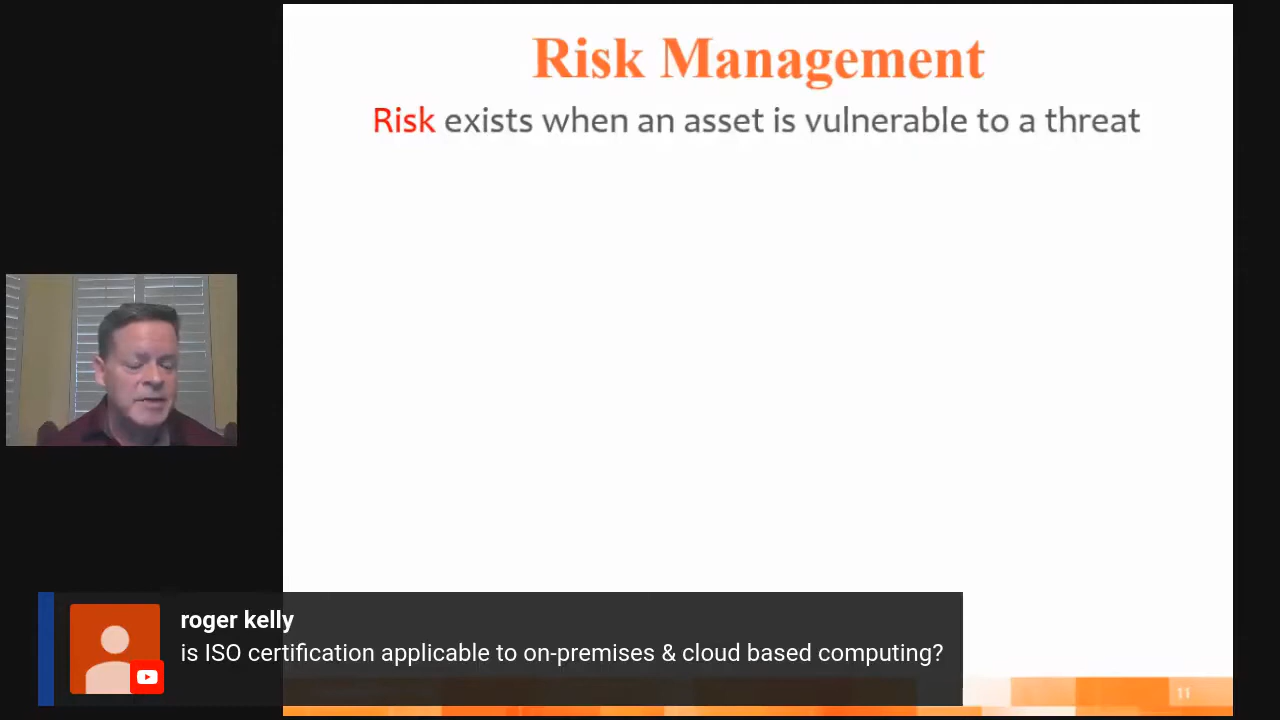 Risk Management
Risk exists when an asset is vulnerable to a threat
roger kelly
is ISO certification applicable to on-premises & cloud based computing?
11